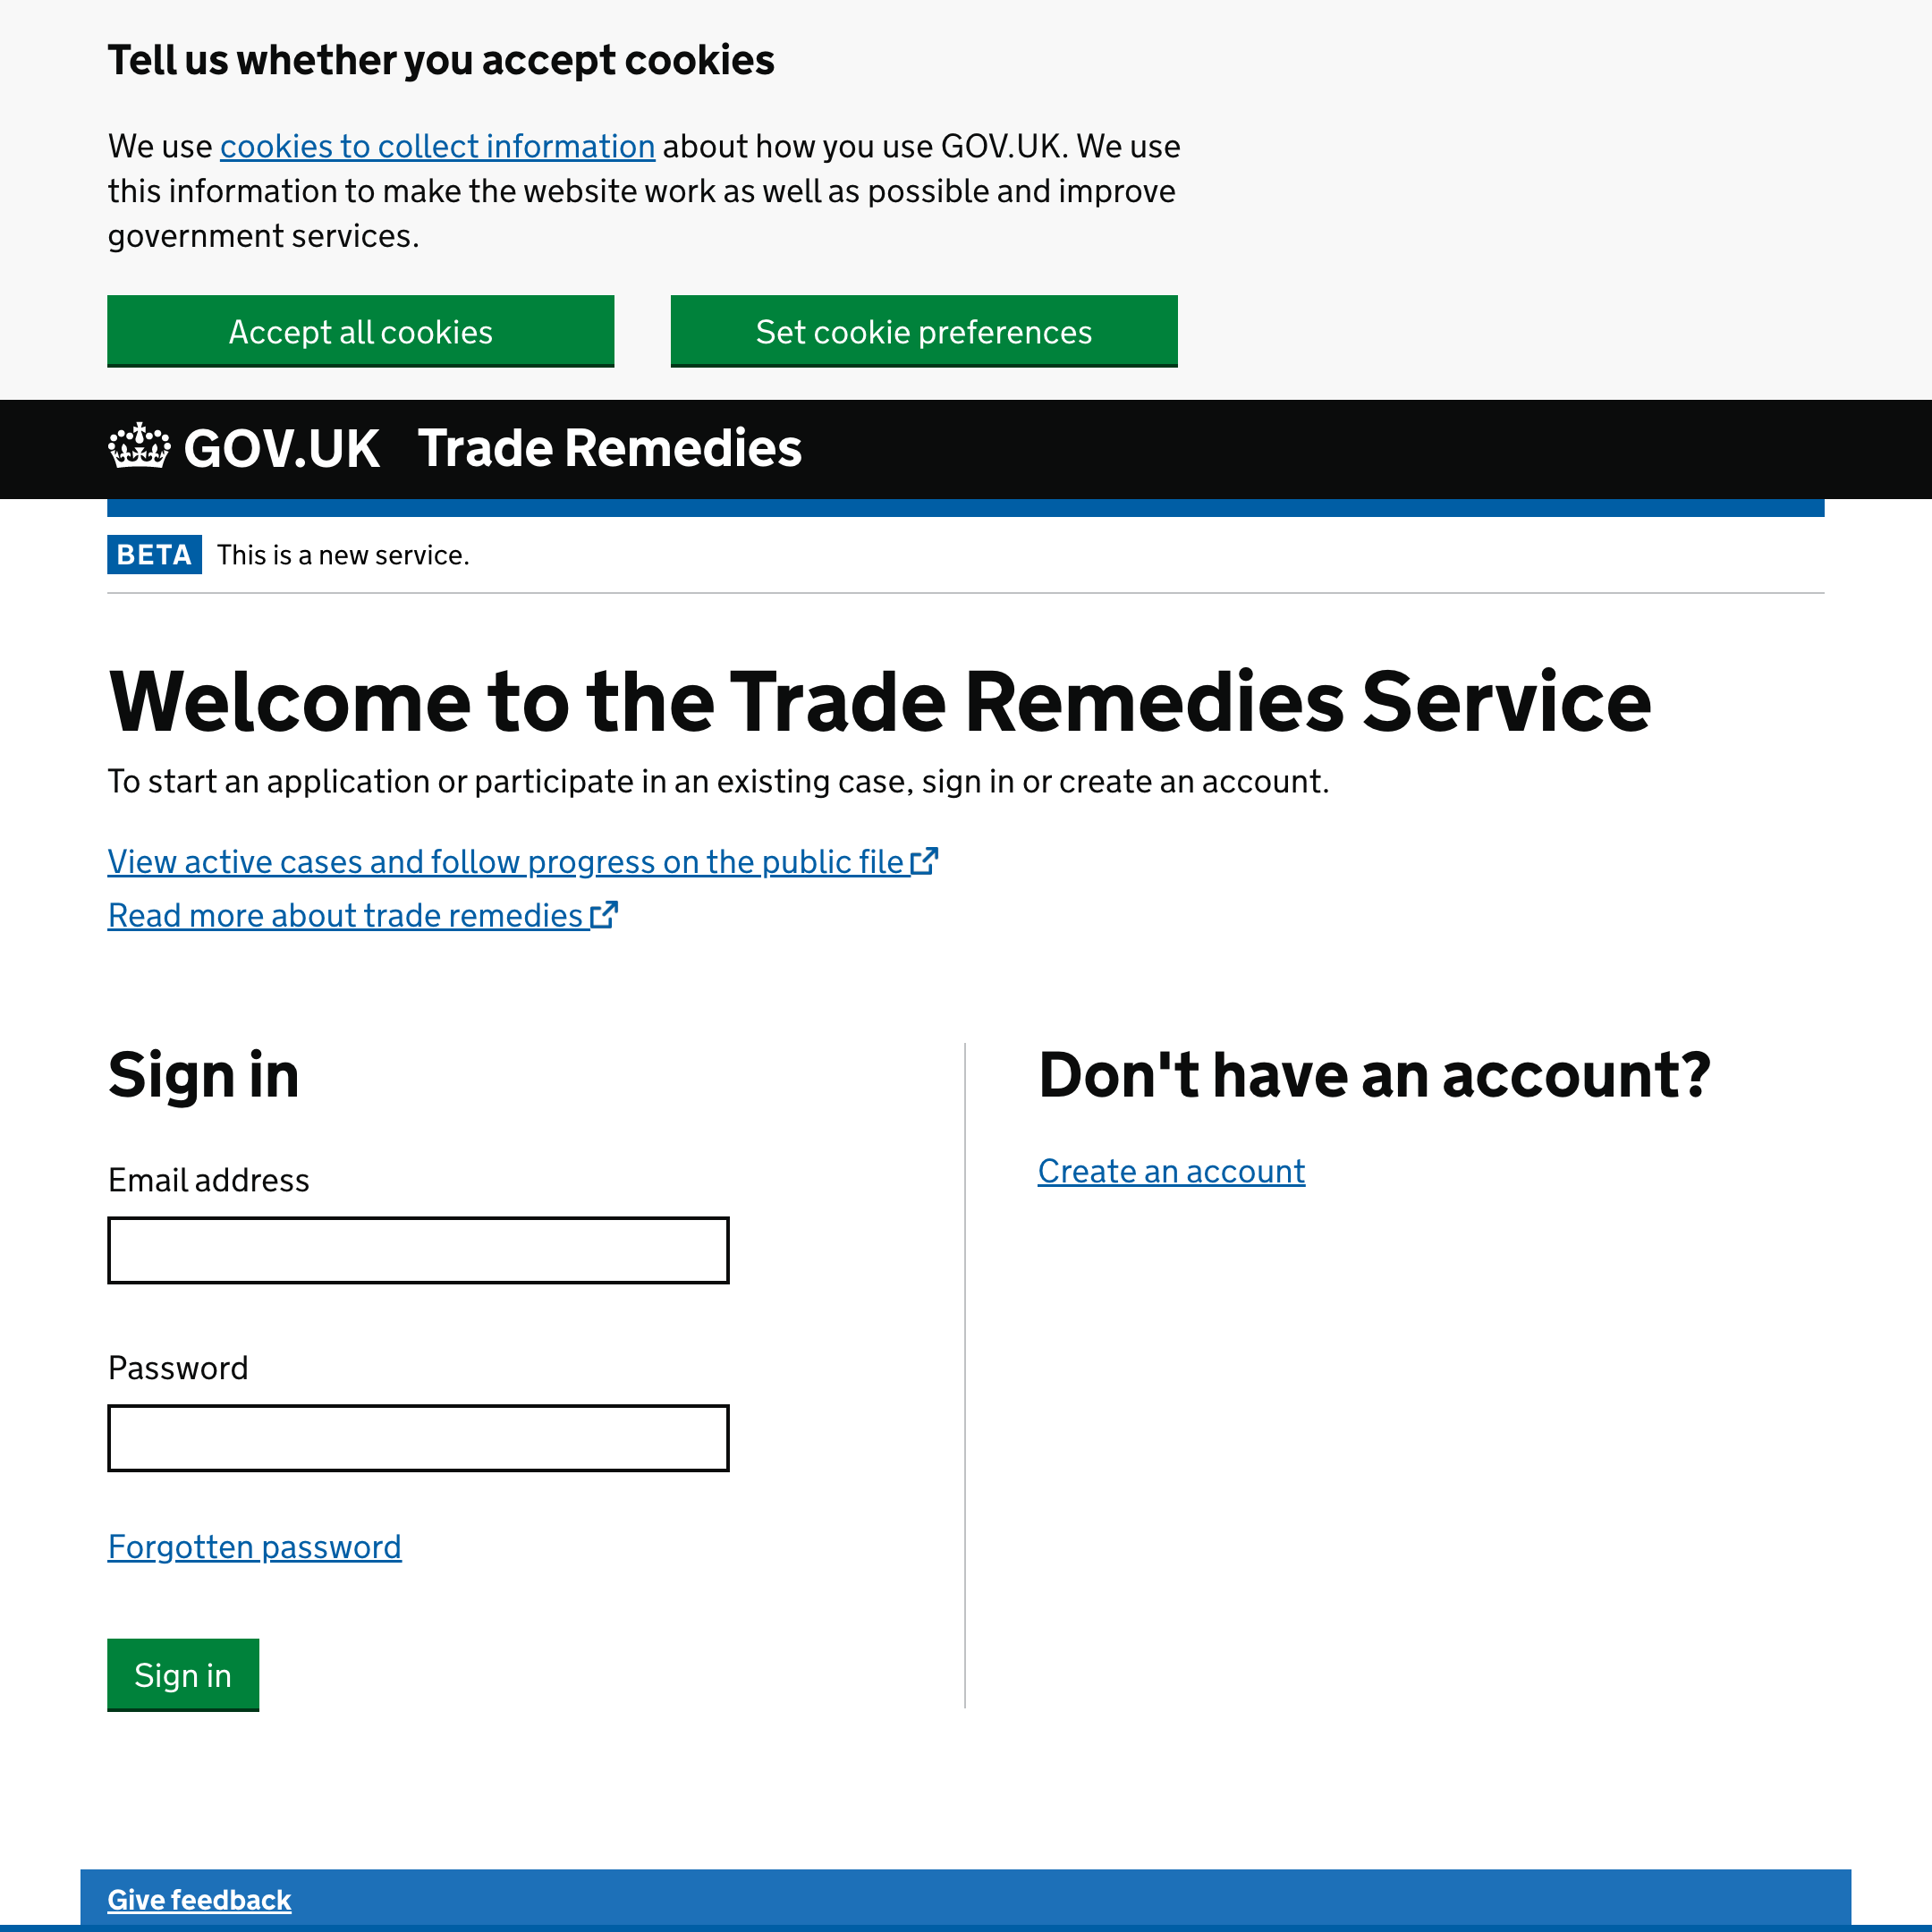 Tell us whether you accept cookies
We use cookies to collect information about how you use GOV.UK. We use
this information to make the website work as well as possible and improve
government services.
Accept all cookies
Set cookie preferences
GOV.UK Trade Remedies
BETA This is a new service.
Welcome to the Trade Remedies Service
To start an application or participate in an existing case, sign in or create an account.
View active cases and follow progress on the public file
Read more about trade remedies
Sign in
Email address
Password
Forgotten password
Sign in
Don't have an account?
Create an account
Give feedback